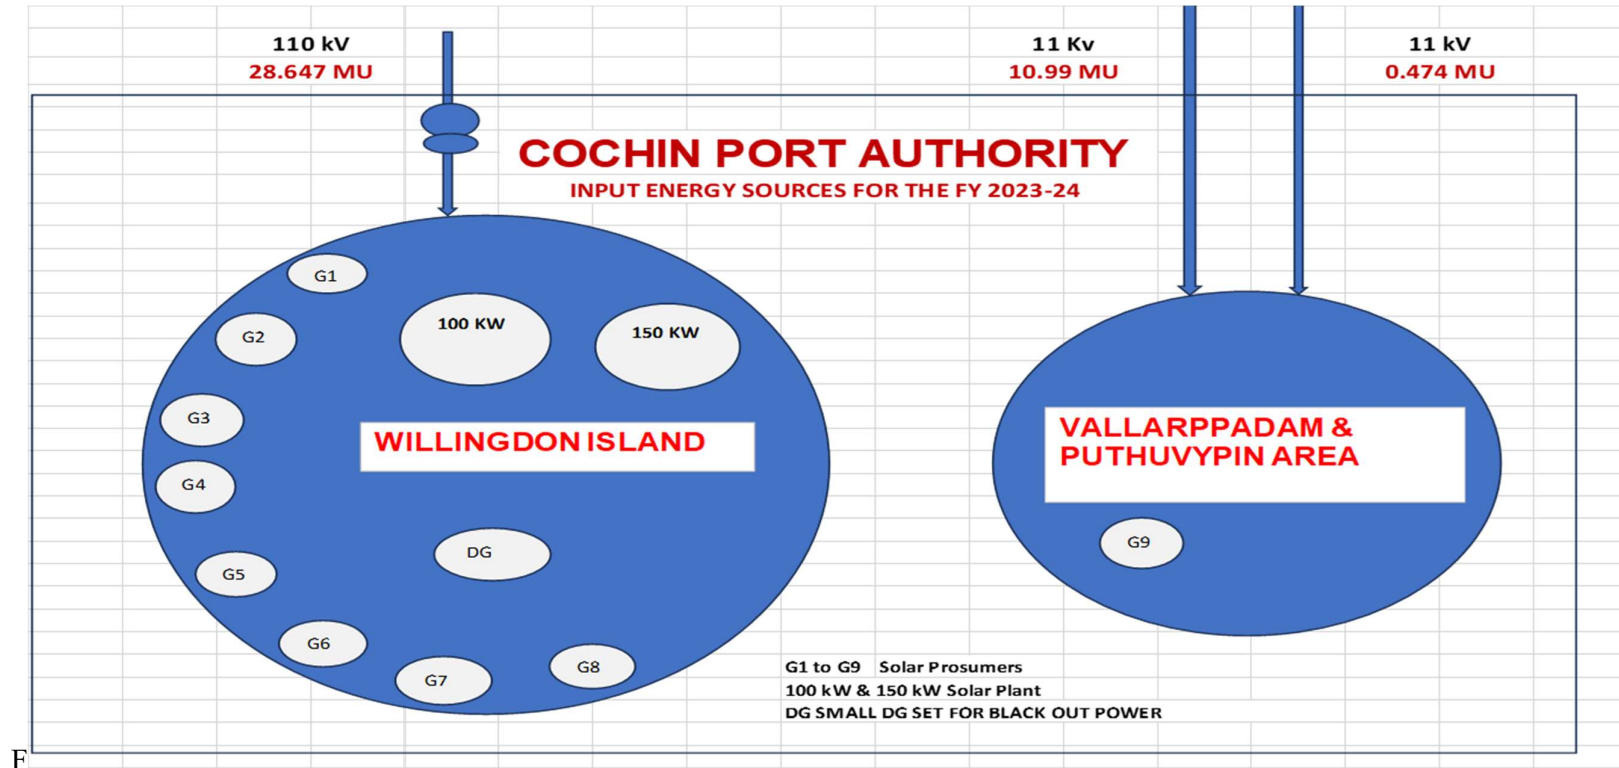 110 kV
28.647 MU
11 Kv
10.99 MU
11 kV
0.474 MU
COCHIN PORT AUTHORITY
INPUT ENERGY SOURCES FOR THE FY 2023-24
G1
G2
100 KW
150 KW
G3
WILLINGDON ISLAND
VALLARPPADAM &
PUTHUVYPIN AREA
G4
DG
G9
G5
G6
G7
G8
G1 to G9 Solar Prosumers
100 kW & 150 kW Solar Plant
DG SMALL DG SET FOR BLACK OUT POWER
F